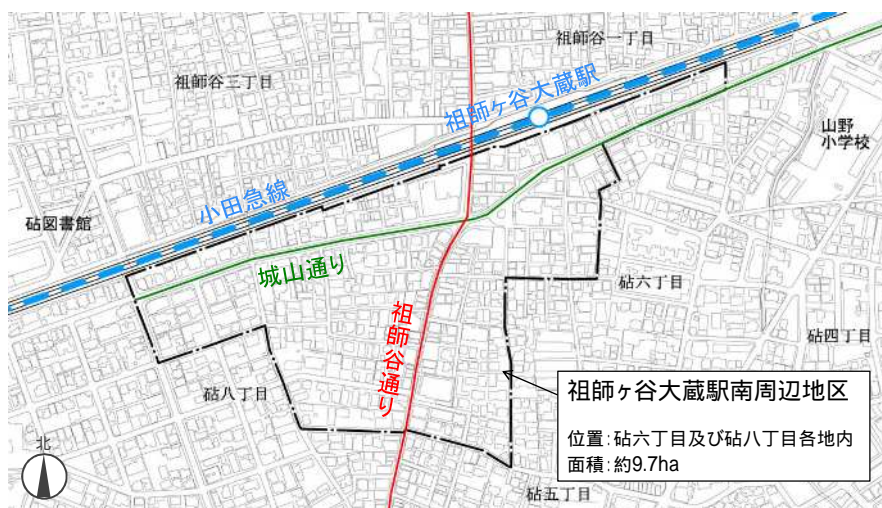 祖師谷一丁目
祖師谷三丁目
祖師ヶ谷大蔵駅
山野
小学校
小田急線
砧図書館
城山通り
砧六丁目
祖師谷通り
砧四丁目
砧八丁目
祖師ヶ谷大蔵駅南周辺地区
位置:砧六丁目及び砧八丁目各地内
面積:約9.7ha
北
砧五丁目